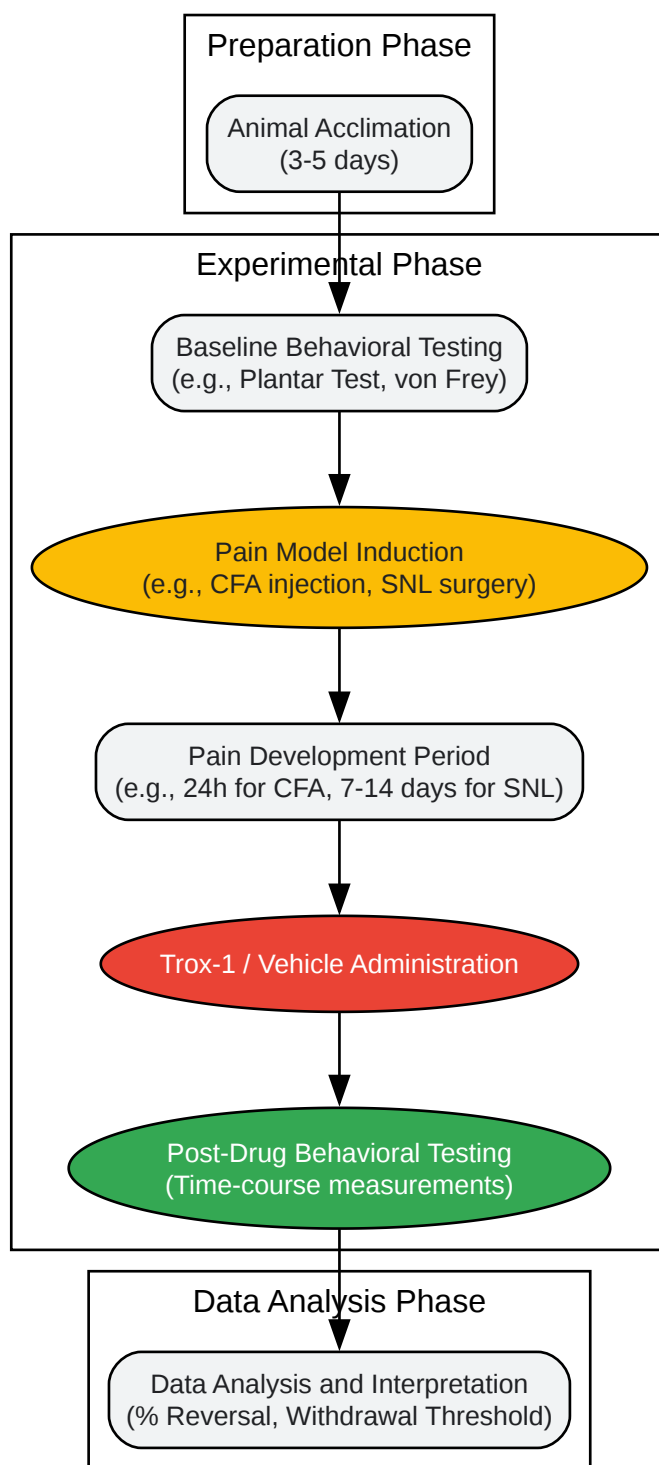 Preparation Phase
Animal Acclimation
(3-5 days)
Experimental Phase
Baseline Behavioral Testing
(e.g., Plantar Test, von Frey)
Pain Model Induction
(e.g., CFA injection, SNL surgery)
Pain Development Period
(e.g., 24h for CFA, 7-14 days for SNL)
Trox-1 / Vehicle Administration
Post-Drug Behavioral Testing
(Time-course measurements)
Data Analysis Phase
Data Analysis and Interpretation
(% Reversal, Withdrawal Threshold)